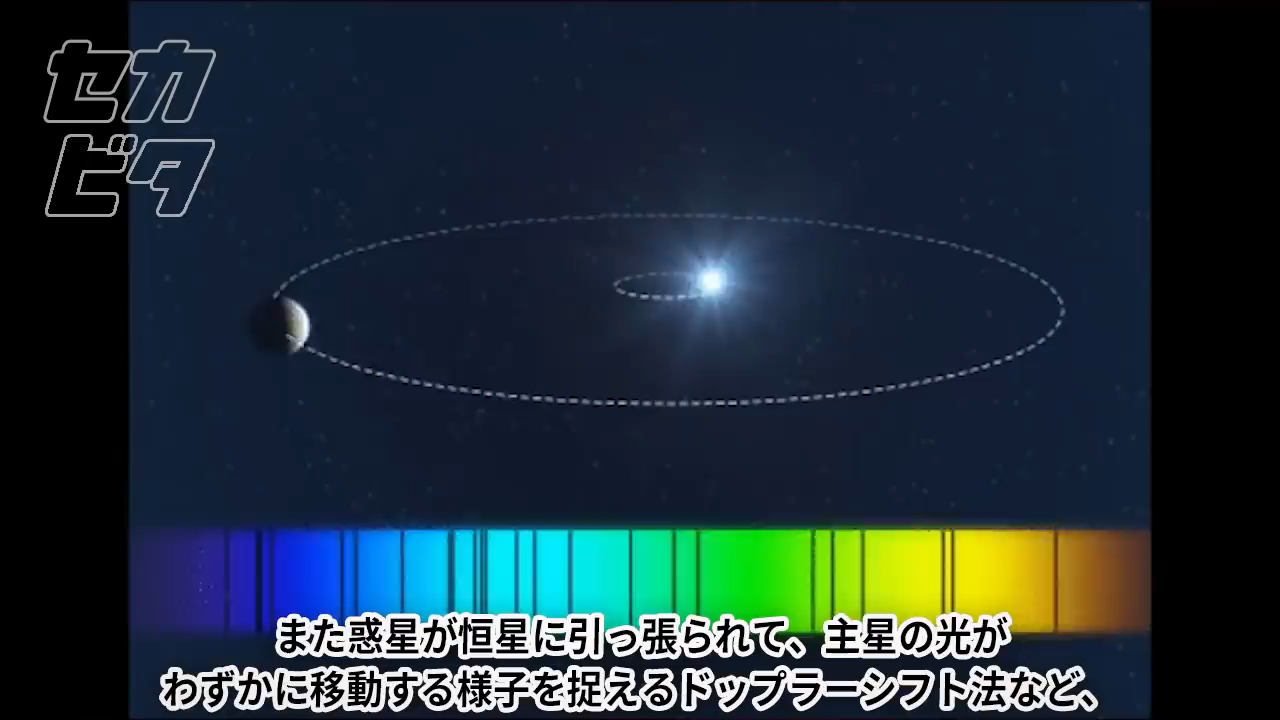 セカ
ビタ
また惑星が恒星に引っ張られて、主星の光が
わずかに移動する様子を捉えるドップラーシフト法など、